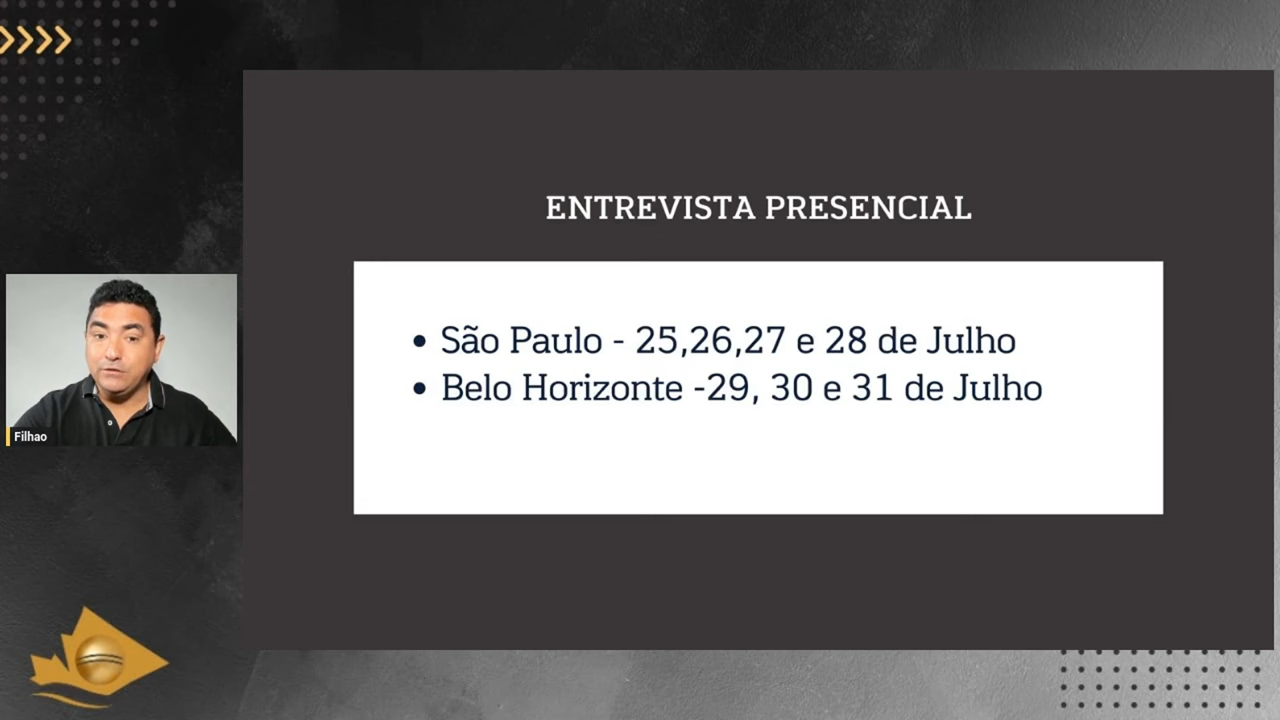 ENTREVISTA PRESENCIAL
• São Paulo - 25,26,27 e 28 de Julho
• Belo Horizonte -29, 30 e 31 de Julho
Filhao